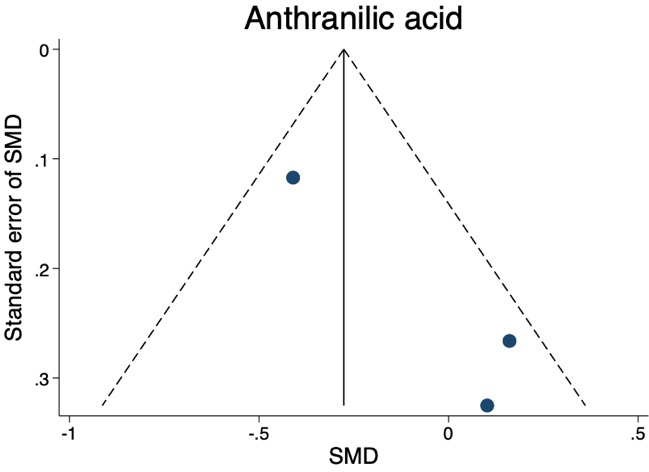 Anthranilic acid
Standard error of SMD
0
.1
.2
.3
-1
-.5
0
.5
SMD